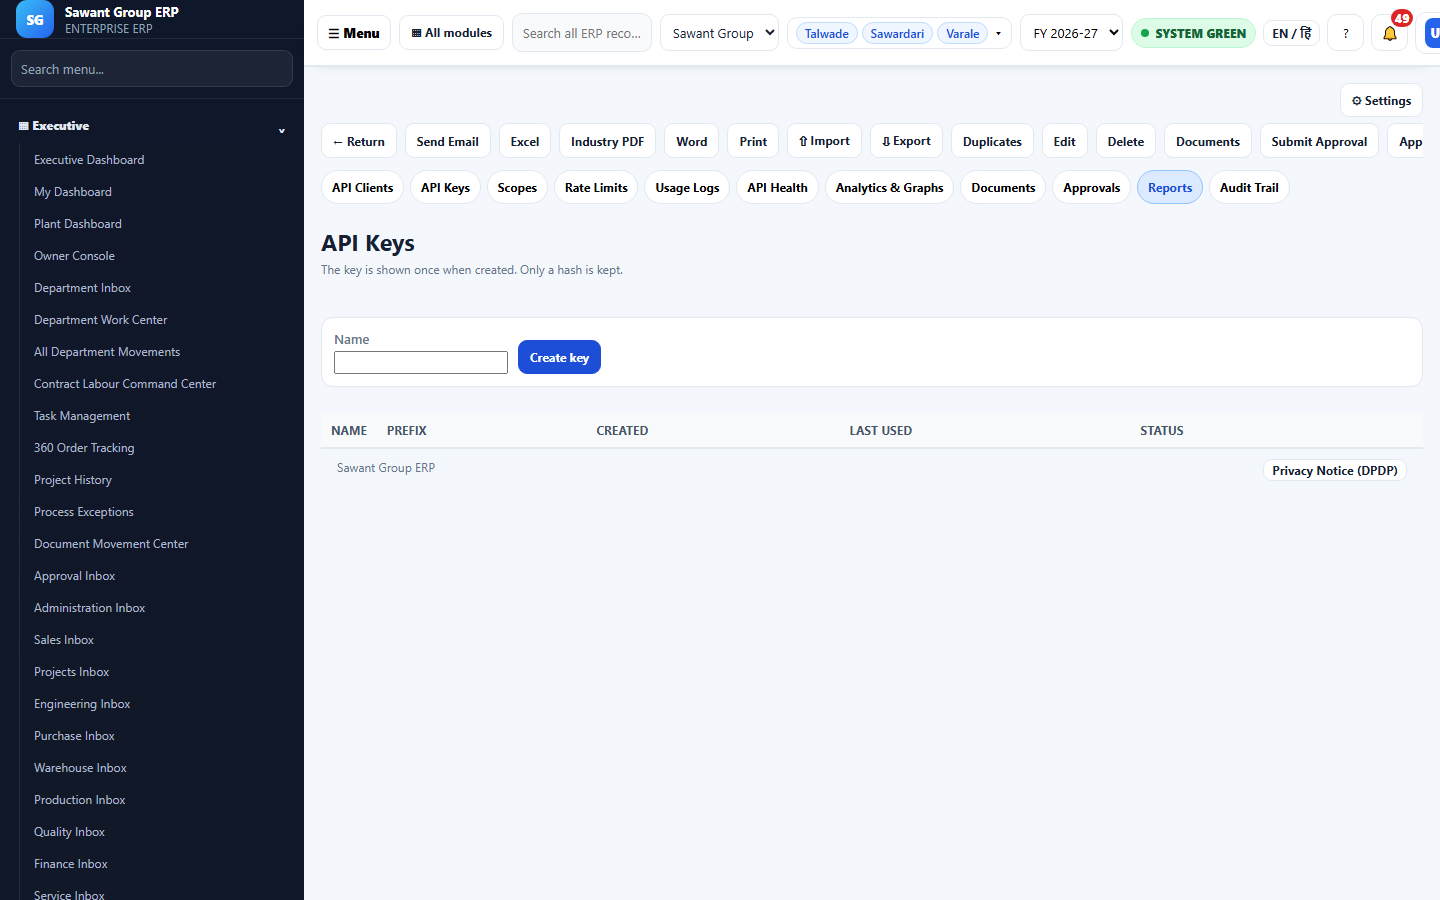 SG
Sawant Group ERP
ENTERPRISE ERP
Search menu...
Executive
Executive Dashboard
My Dashboard
Plant Dashboard
Owner Console
Department Inbox
Department Work Center
All Department Movements
Contract Labour Command Center
Task Management
360 Order Tracking
Project History
Process Exceptions
Document Movement Center
Approval Inbox
Administration Inbox
Sales Inbox
Projects Inbox
Engineering Inbox
Purchase Inbox
Warehouse Inbox
Production Inbox
Quality Inbox
Finance Inbox
Service Inbox
☰ Menu All modules Search all ERP reco... Sawant Group Talwade Sawardari Varale FY 2026-27 SYSTEM GREEN EN / हिं ? 49 U
⚙ Settings
← Return Send Email Excel Industry PDF Word Print ⇧ Import ⇩ Export Duplicates Edit Delete Documents Submit Approval App
API Clients API Keys Scopes Rate Limits Usage Logs API Health Analytics & Graphs Documents Approvals Reports Audit Trail
API Keys
The key is shown once when created. Only a hash is kept.
Name
Create key
NAME PREFIX CREATED LAST USED STATUS
Sawant Group ERP Privacy Notice (DPDP)